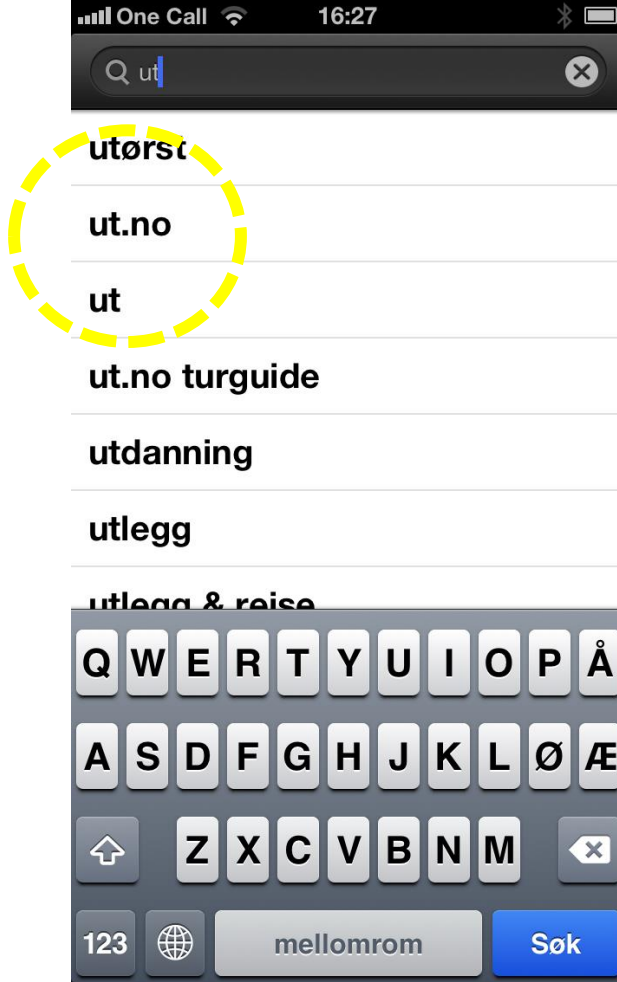 One Call 16:27
ut
utørst
ut.no
ut
ut.no turguide
utdanning
utlegg
utlegg & reise
Q W E R T Y U I O P Å
A S D F G H J K L Ø Æ
Z X C V B N M
123 mellomrom Søk